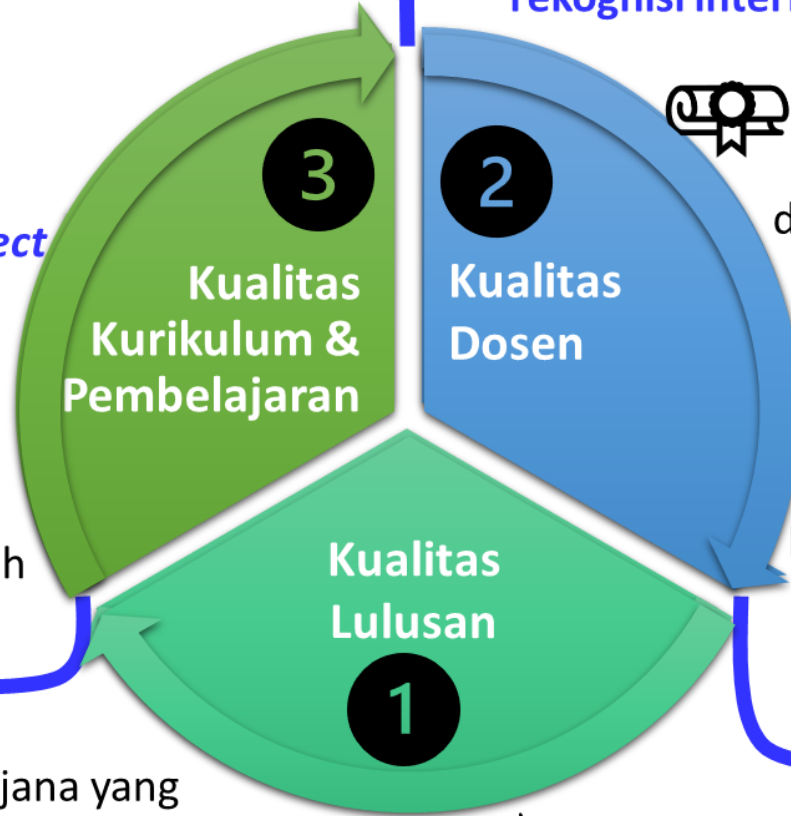 3
Kualitas
Kurikulum &
Pembelajaran
2
Kualitas
Dosen
Kualitas
Lulusan
1
jana yang